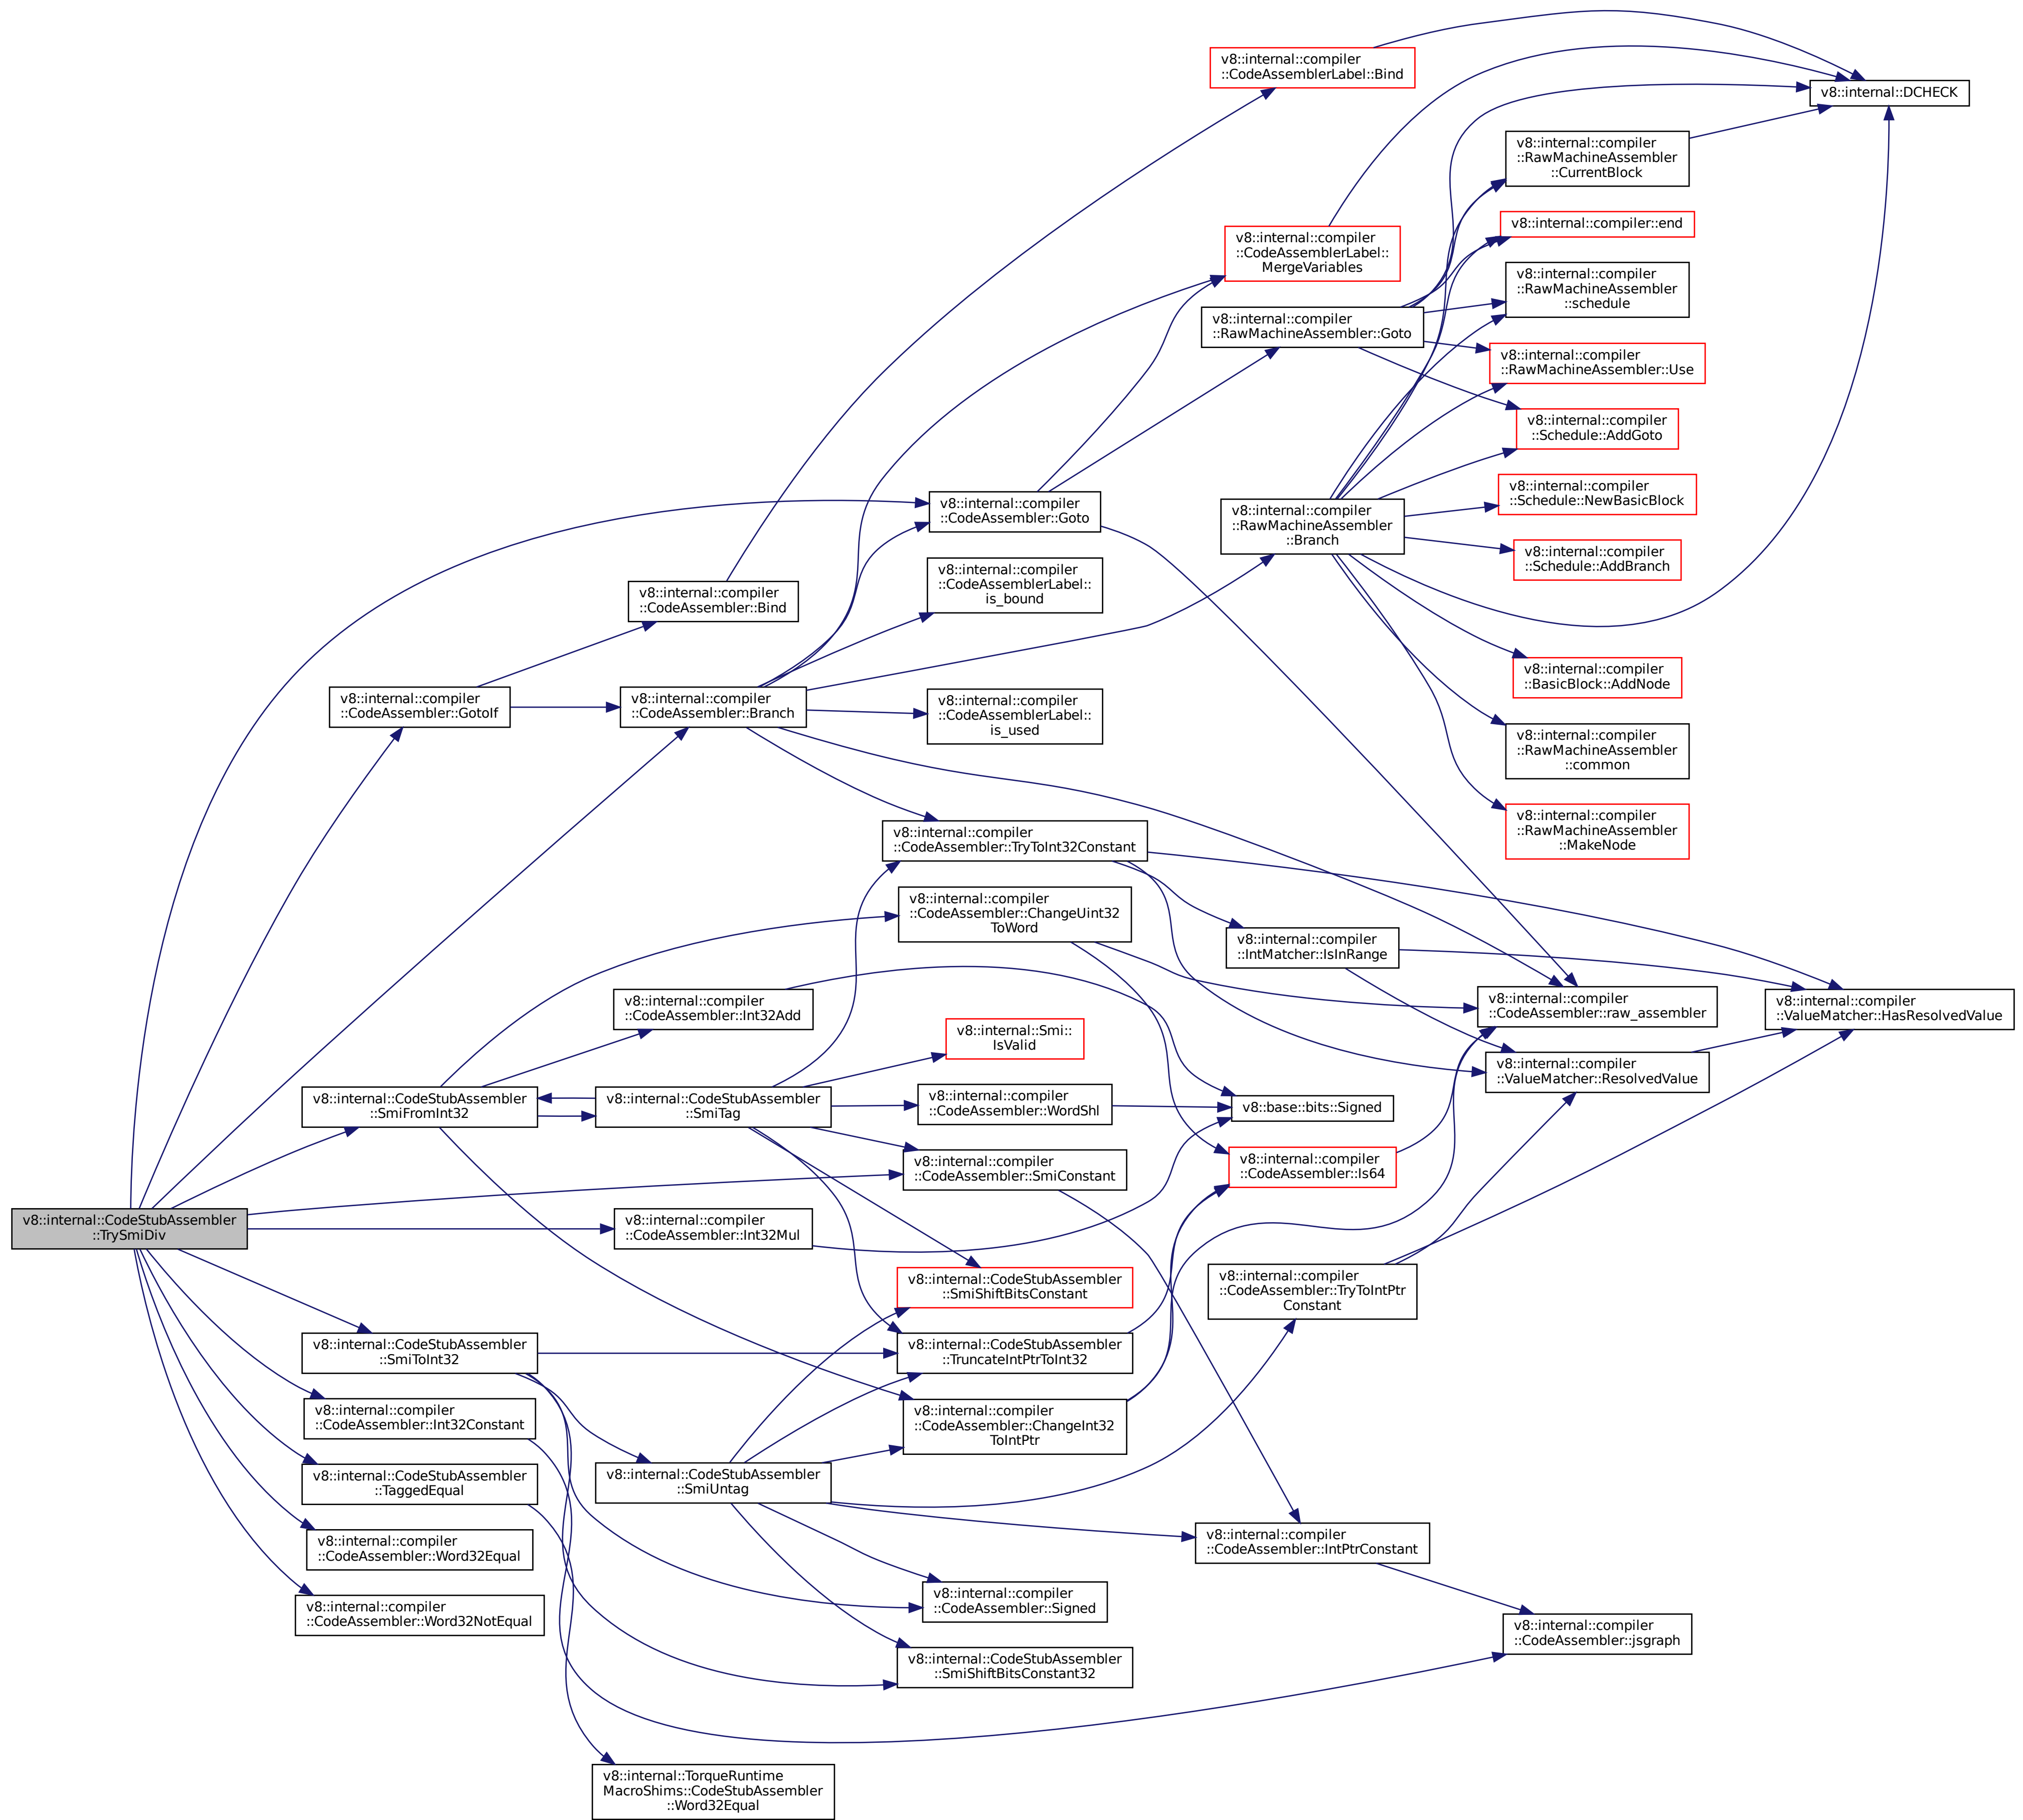 v8::internal::CodeStubAssembler
::TrySmiDiv
v8::internal::compiler
::CodeAssembler::GotoIf
v8::internal::CodeStubAssembler
::SmiFromInt32
v8::internal::CodeStubAssembler
::SmiToInt32
v8::internal::compiler
::CodeAssembler::Int32Constant
v8::internal::CodeStubAssembler
::TaggedEqual
v8::internal::compiler
::CodeAssembler::Word32Equal
v8::internal::compiler
::CodeAssembler::Word32NotEqual
v8::internal::compiler
::CodeAssembler::Bind
v8::internal::compiler
::CodeAssembler::Branch
v8::internal::compiler
::CodeAssembler::Int32Add
v8::internal::CodeStubAssembler
::SmiTag
v8::internal::compiler
::CodeAssembler::Int32Mul
v8::internal::CodeStubAssembler
::SmiUntag
v8::internal::TorqueRuntime
MacroShims::CodeStubAssembler
::Word32Equal
v8::internal::compiler
::CodeAssembler::Goto
v8::internal::compiler
::CodeAssemblerLabel::
is_bound
v8::internal::compiler
::CodeAssemblerLabel::
is_used
v8::internal::compiler
::CodeAssembler::TryToInt32Constant
v8::internal::compiler
::CodeAssembler::ChangeUint32
ToWord
v8::internal::Smi::
IsValid
v8::internal::compiler
::CodeAssembler::WordShl
v8::internal::compiler
::CodeAssembler::SmiConstant
v8::internal::CodeStubAssembler
::SmiShiftBitsConstant
v8::internal::CodeStubAssembler
::TruncateIntPtrToInt32
v8::internal::compiler
::CodeAssembler::ChangeInt32
ToIntPtr
v8::internal::compiler
::CodeAssembler::Signed
v8::internal::CodeStubAssembler
::SmiShiftBitsConstant32
v8::internal::compiler
::CodeAssemblerLabel::Bind
v8::internal::compiler
::CodeAssemblerLabel::
MergeVariables
v8::internal::compiler
::RawMachineAssembler::Goto
v8::internal::compiler
::RawMachineAssembler
::Branch
v8::internal::compiler
::IntMatcher::IsInRange
v8::base::bits::Signed
v8::internal::compiler
::CodeAssembler::Is64
v8::internal::compiler
::CodeAssembler::TryToIntPtr
Constant
v8::internal::compiler
::CodeAssembler::IntPtrConstant
v8::internal::compiler
::RawMachineAssembler
::CurrentBlock
v8::internal::compiler::end
v8::internal::compiler
::RawMachineAssembler
::schedule
v8::internal::compiler
::RawMachineAssembler::Use
v8::internal::compiler
::Schedule::AddGoto
v8::internal::compiler
::Schedule::NewBasicBlock
v8::internal::compiler
::Schedule::AddBranch
v8::internal::compiler
::BasicBlock::AddNode
v8::internal::compiler
::RawMachineAssembler
::common
v8::internal::compiler
::RawMachineAssembler
::MakeNode
v8::internal::compiler
::CodeAssembler::raw_assembler
v8::internal::compiler
::ValueMatcher::ResolvedValue
v8::internal::compiler
::CodeAssembler::jsgraph
v8::internal::DCHECK
v8::internal::compiler
::ValueMatcher::HasResolvedValue